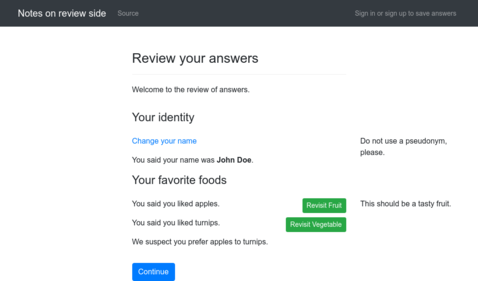 Notes on review side Source Sign in or sign up to save answers
Review your answers
Welcome to the review of answers.
Your identity
Change your name
Do not use a pseudonym,
please.
You said your name was John Doe.
Your favorite foods
You said you liked apples. Revisit Fruit This should be a tasty fruit.
You said you liked turnips. Revisit Vegetable
We suspect you prefer apples to turnips.
Continue